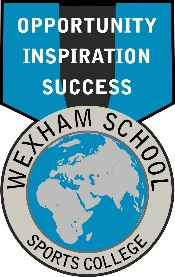 OPPORTUNITY
INSPIRATION
SUCCESS
WEXHAM SCHOOL
SPORTS COLLEGE